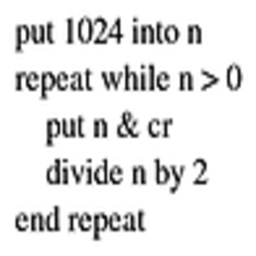 put 1024 into n
repeat while n > 0
put n & cr
divide n by 2
end repeat